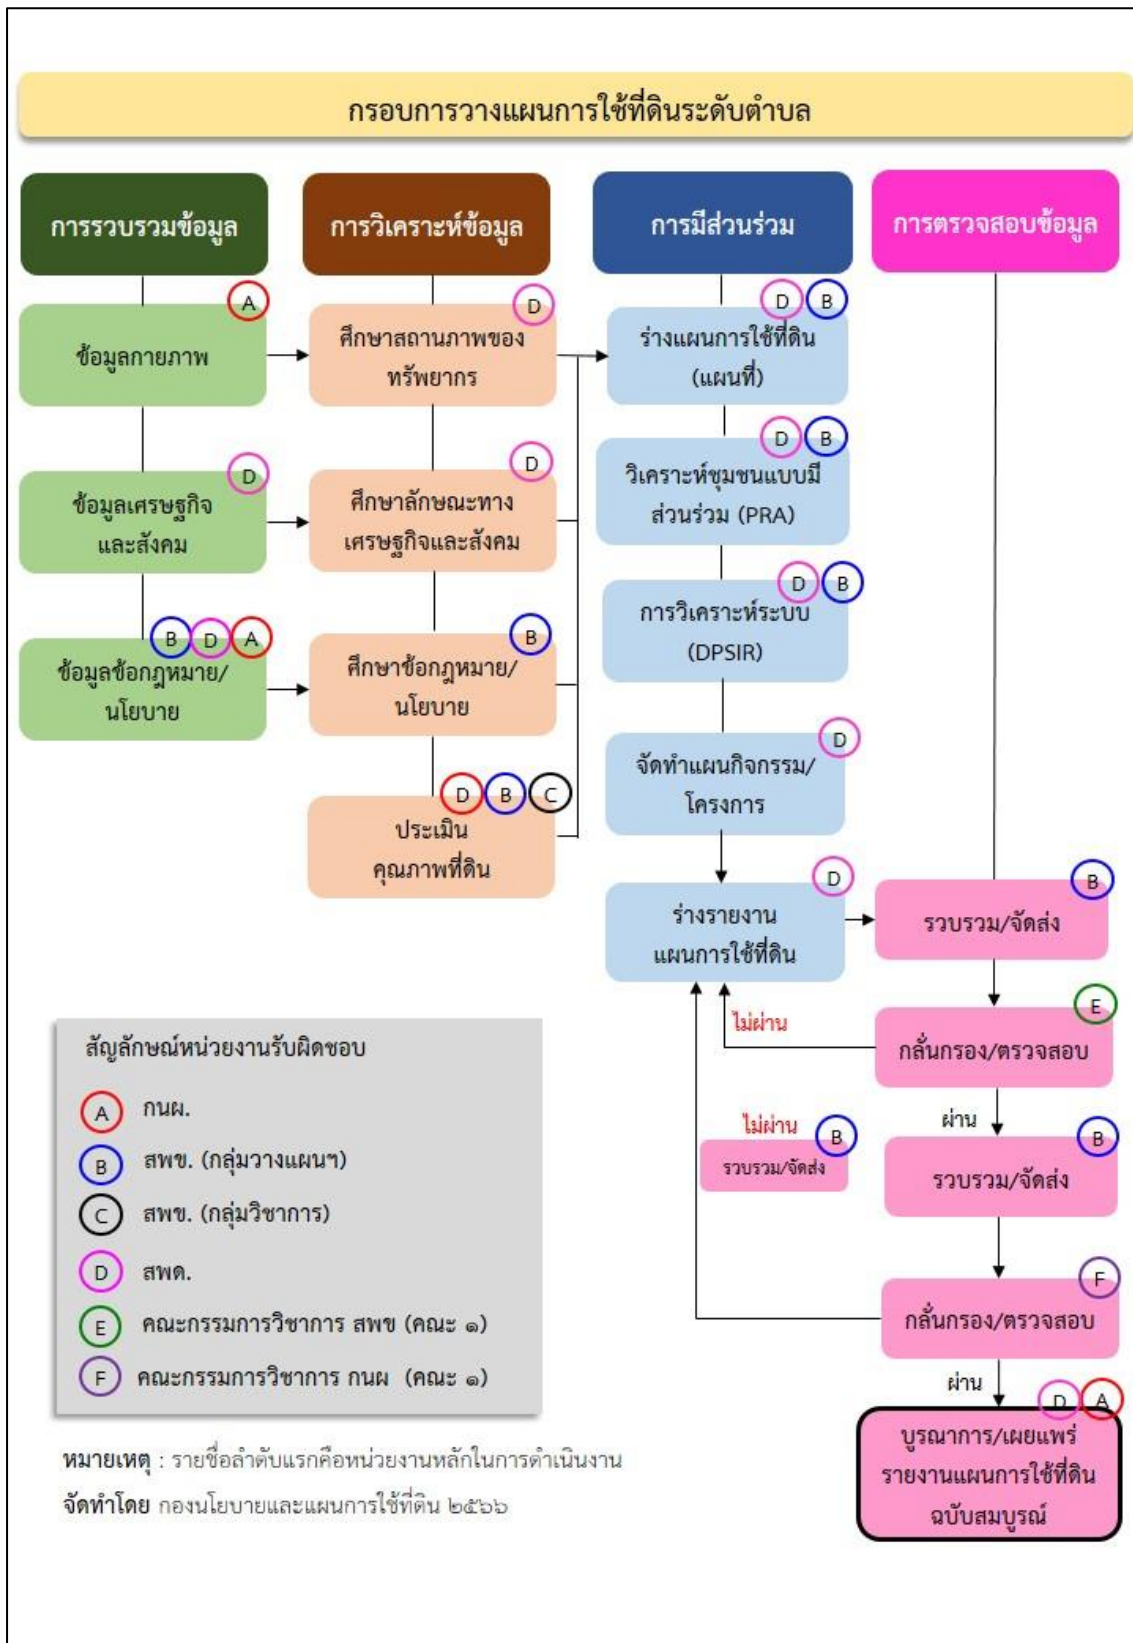 กรอบการวางแผนการใช้ที่ดินระดับตำบล
การรวบรวมข้อมูล
A
ข้อมูลกายภาพ
D
ข้อมูลเศรษฐกิจ
และสังคม
B D A
ข้อมูลข้อกฎหมาย/
นโยบาย
การวิเคราะห์ข้อมูล
D
ศึกษาสถานภาพของ
ทรัพยากร
D
ศึกษาลักษณะทาง
เศรษฐกิจและสังคม
B
ศึกษาข้อกฎหมาย/
นโยบาย
D B C
ประเมิน
คุณภาพที่ดิน
การมีส่วนร่วม
D B
ร่างแผนการใช้ที่ดิน
(แผนที่)
D B
วิเคราะห์ชุมชนแบบมี
ส่วนร่วม (PRA)
D B
การวิเคราะห์ระบบ
(DPSIR)
D
จัดทำแผนกิจกรรม/
โครงการ
D
ร่างรายงาน
แผนการใช้ที่ดิน
การตรวจสอบข้อมูล
B
รวบรวม/จัดส่ง
E
กลั่นกรอง/ตรวจสอบ
ไม่ผ่าน
ผ่าน
ไม่ผ่าน
B
รวบรวม/จัดส่ง
B
รวบรวม/จัดส่ง
F
กลั่นกรอง/ตรวจสอบ
ผ่าน
D A
บูรณาการ/เผยแพร่
รายงานแผนการใช้ที่ดิน
ฉบับสมบูรณ์
สัญลักษณ์หน่วยงานรับผิดชอบ
A กนผ.
B สพข. (กลุ่มวางแผนฯ)
C สพข. (กลุ่มวิชาการ)
D สพด.
E คณะกรรมการวิชาการ สพข (คณะ ๑)
F คณะกรรมการวิชาการ กนผ (คณะ ๑)
หมายเหตุ : รายชื่อลำดับแรกคือหน่วยงานหลักในการดำเนินงาน
จัดทำโดย กองนโยบายและแผนการใช้ที่ดิน ๒๕๖๖